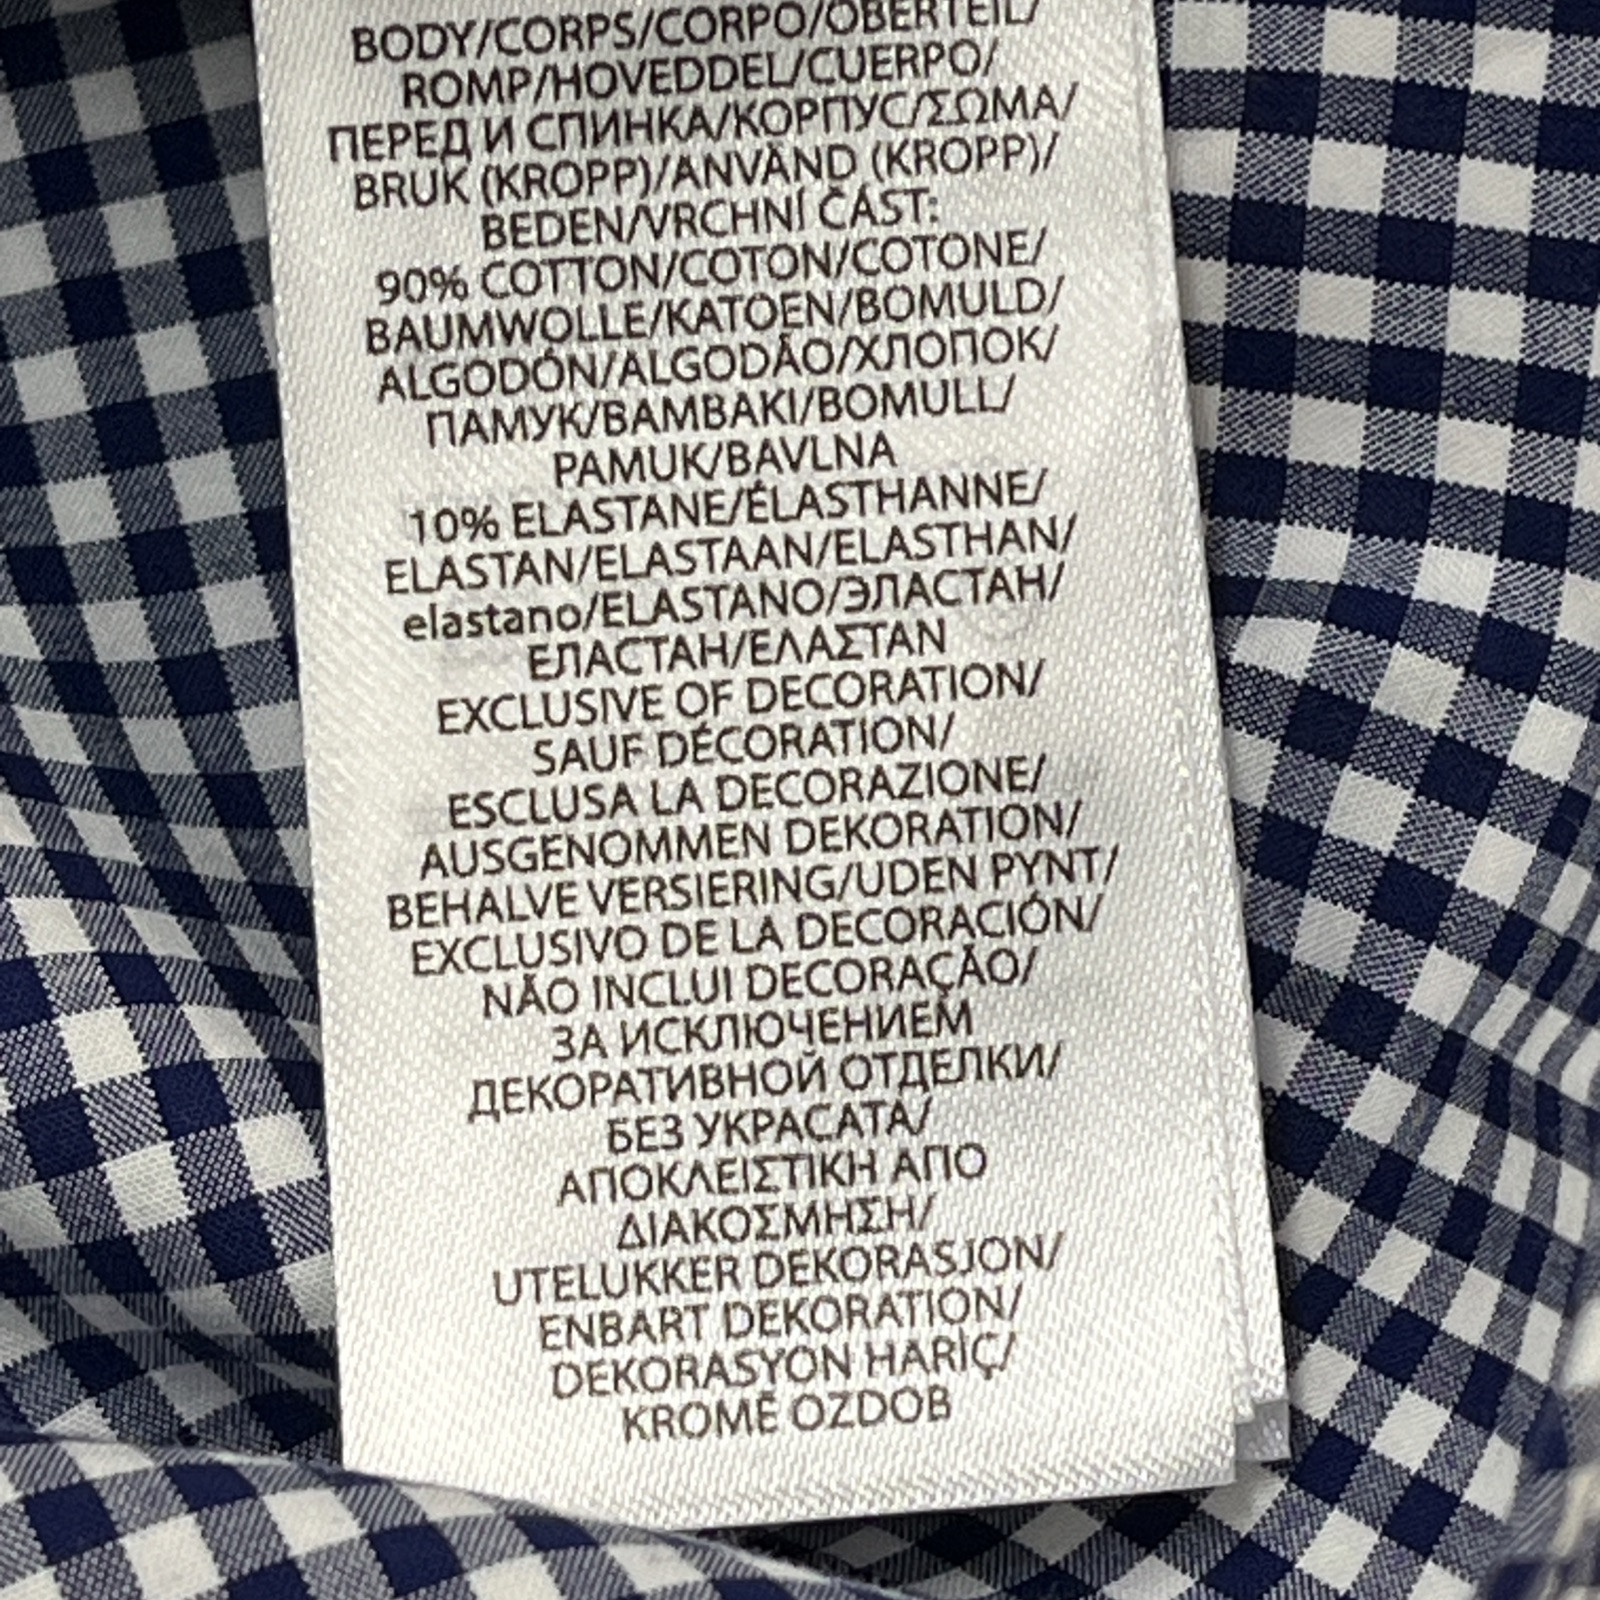 BODY/CORPS/CORPO/OBERTEIL/
ROMP/HOVEDDEL/CUERPO/
ПЕРЕД И СПИНКА/КОРПУС/ΣΩΜΑ/
BRUK (KROPP)/ANVÄND (KROPP)/
BEDEN/VRCHNÍ ČÁST:
90% COTTON/COTON/COTONE/
BAUMWOLLE/KATOEN/BOMULD/
ALGODÓN/ALGODÃO/ХЛОПОК/
ПАМУК/BAMBAKI/BOMULL/
PAMUK/BAVLNA
10% ELASTANE/ÉLASTHANNE/
ELASTAN/ELASTAAN/ELASTHAN/
elastano/ELASTANO/ЭЛАСТАН/
ЕЛАСТАН/ΕΛΑΣΤΑΝ
EXCLUSIVE OF DECORATION/
SAUF DÉCORATION/
ESCLUSA LA DECORAZIONE/
AUSGENOMMEN DEKORATION/
BEHALVE VERSIERING/UDEN PYNT/
EXCLUSIVO DE LA DECORACIÓN/
NÃO INCLUI DECORAÇÃO/
ЗА ИСКЛЮЧЕНИЕМ
ДЕКОРАТИВНОЙ ОТДЕЛКИ/
БЕЗ УКРАСАТА/
ΑΠΟΚΛΕΙΣΤΙΚΗ ΑΠΟ
ΔΙΑΚΟΣΜΗΣΗ/
UTELUKKER DEKORASJON/
ENBART DEKORATION/
DEKORASYON HARİÇ/
KROMĚ OZDOB